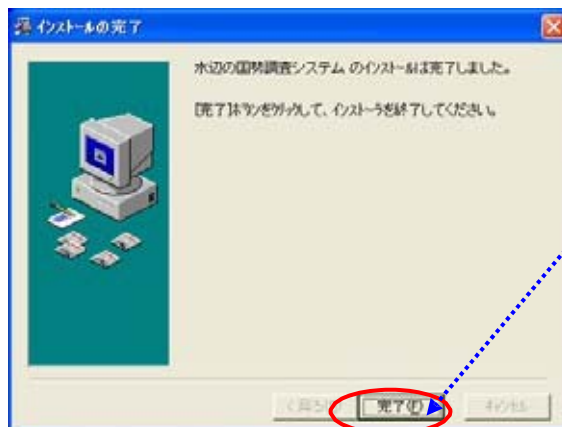 インストールの完了
水辺の国勢調査システム のインストールは完了しました。
[完了]ボタンをクリックして、インストーラを終了してください。
< 戻る(B)
完了(F)
キャンセル